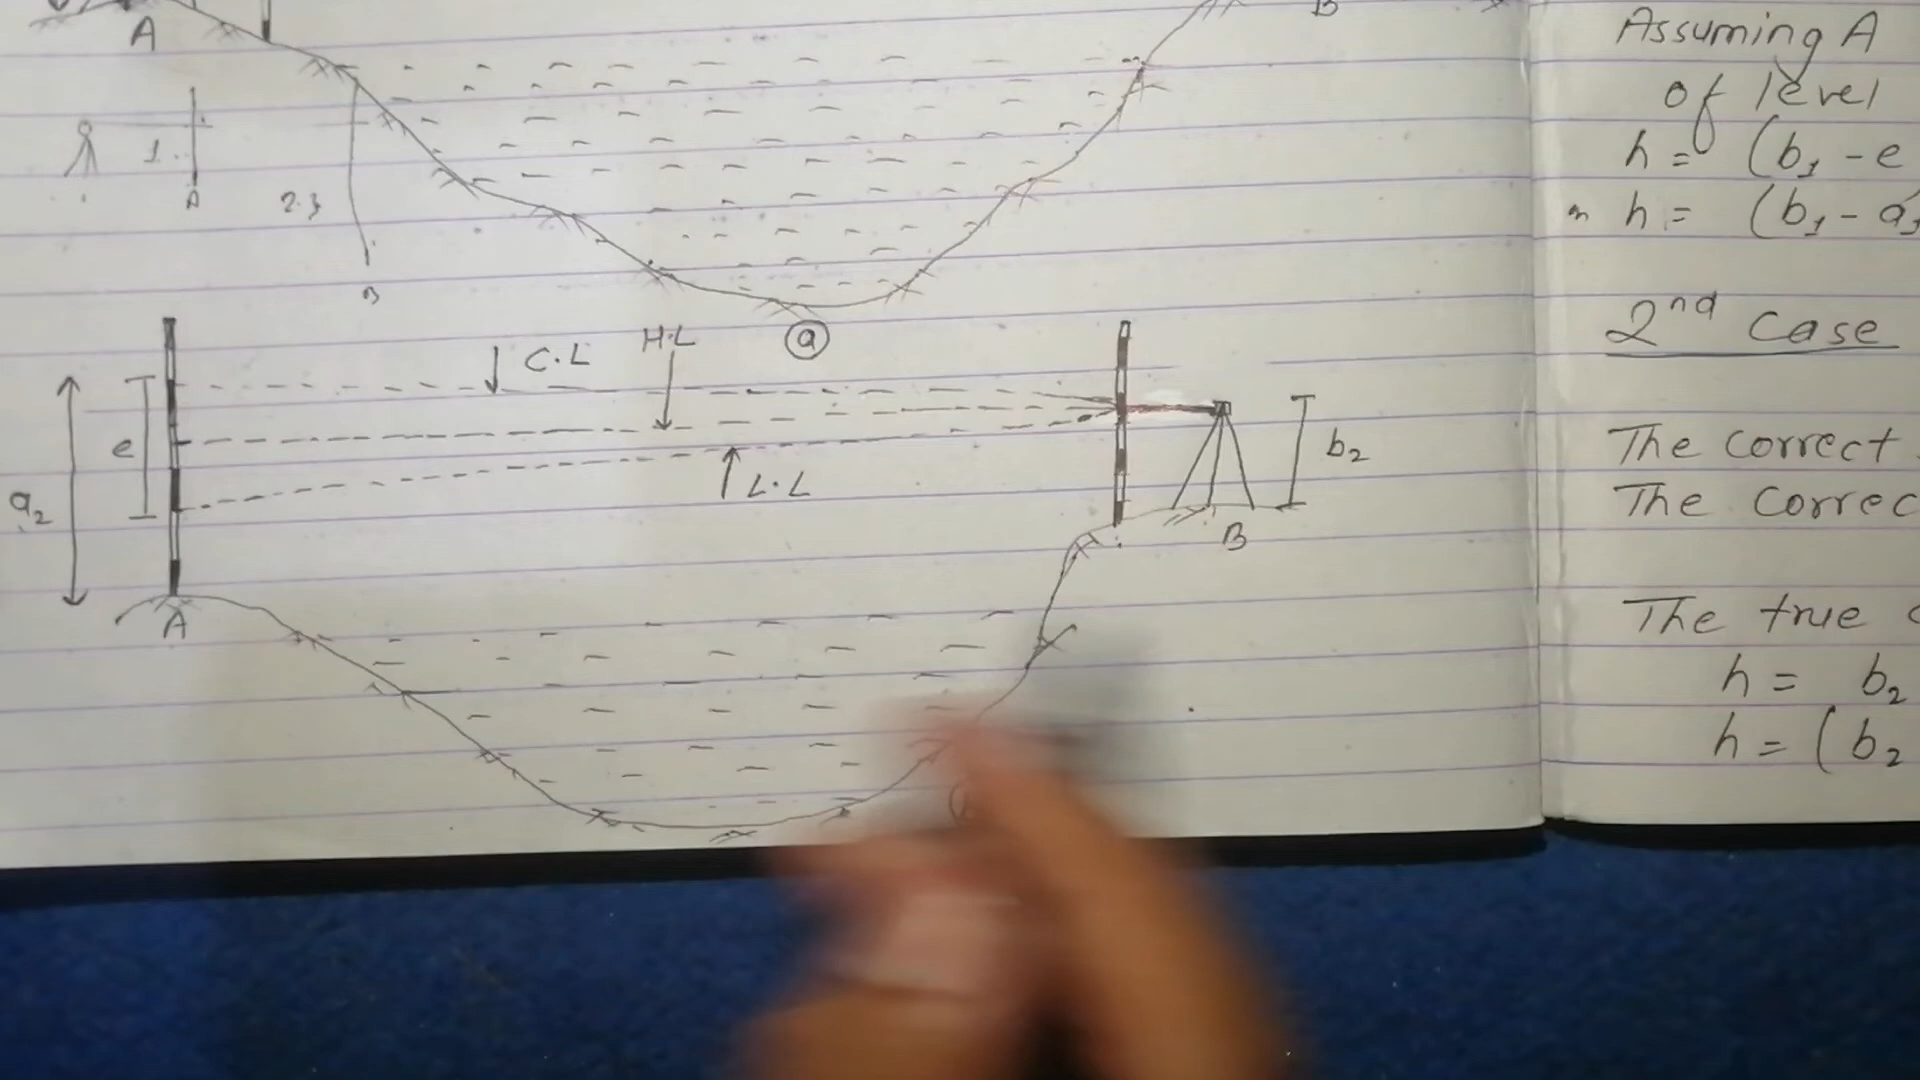 A
B
1.
A
2.3
B
a
C.L
H.L
e
a2
L.L
b2
A
B
Assuming A
of level
h = (b1 - e
h = (b1 - a1
2nd Case
The correct
The correc
The true
h = b2
h = (b2